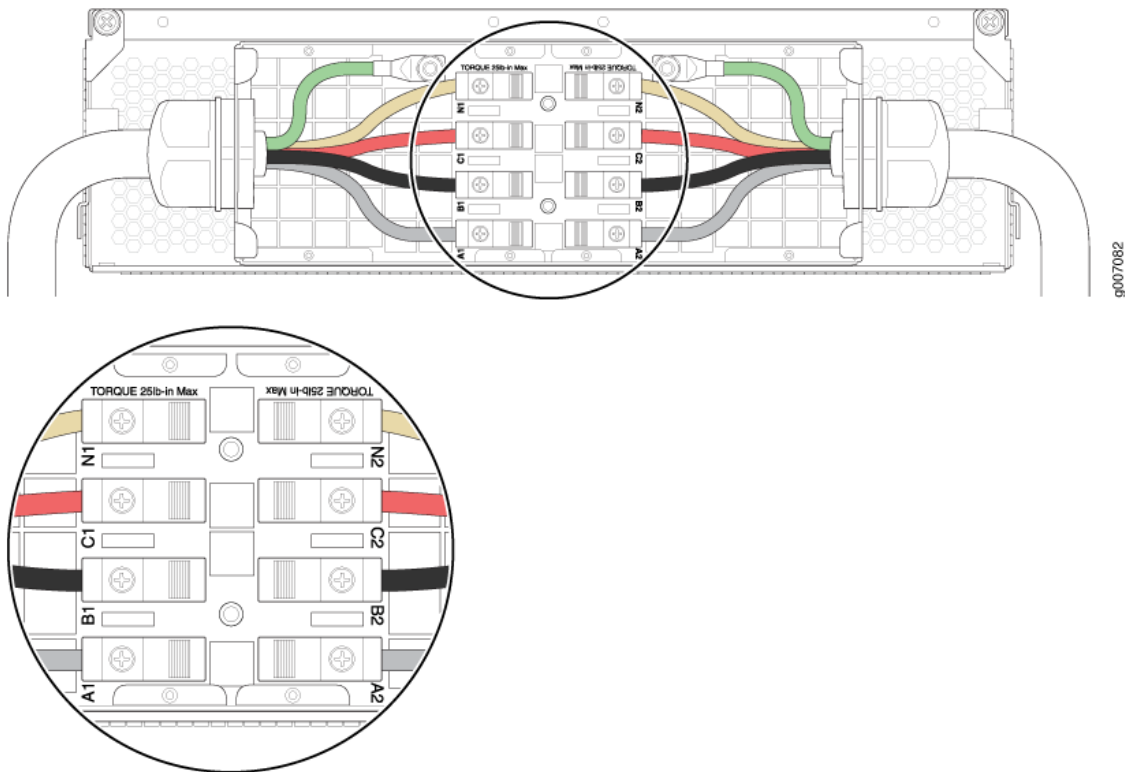 TORQUE 25lb-in Max TORQUE 25lb-in Max
N1 N2
C1 C2
B1 B2
A1 A2
g007082
TORQUE 25lb-in Max TORQUE 25lb-in Max
N1 N2
C1 C2
B1 B2
A1 A2